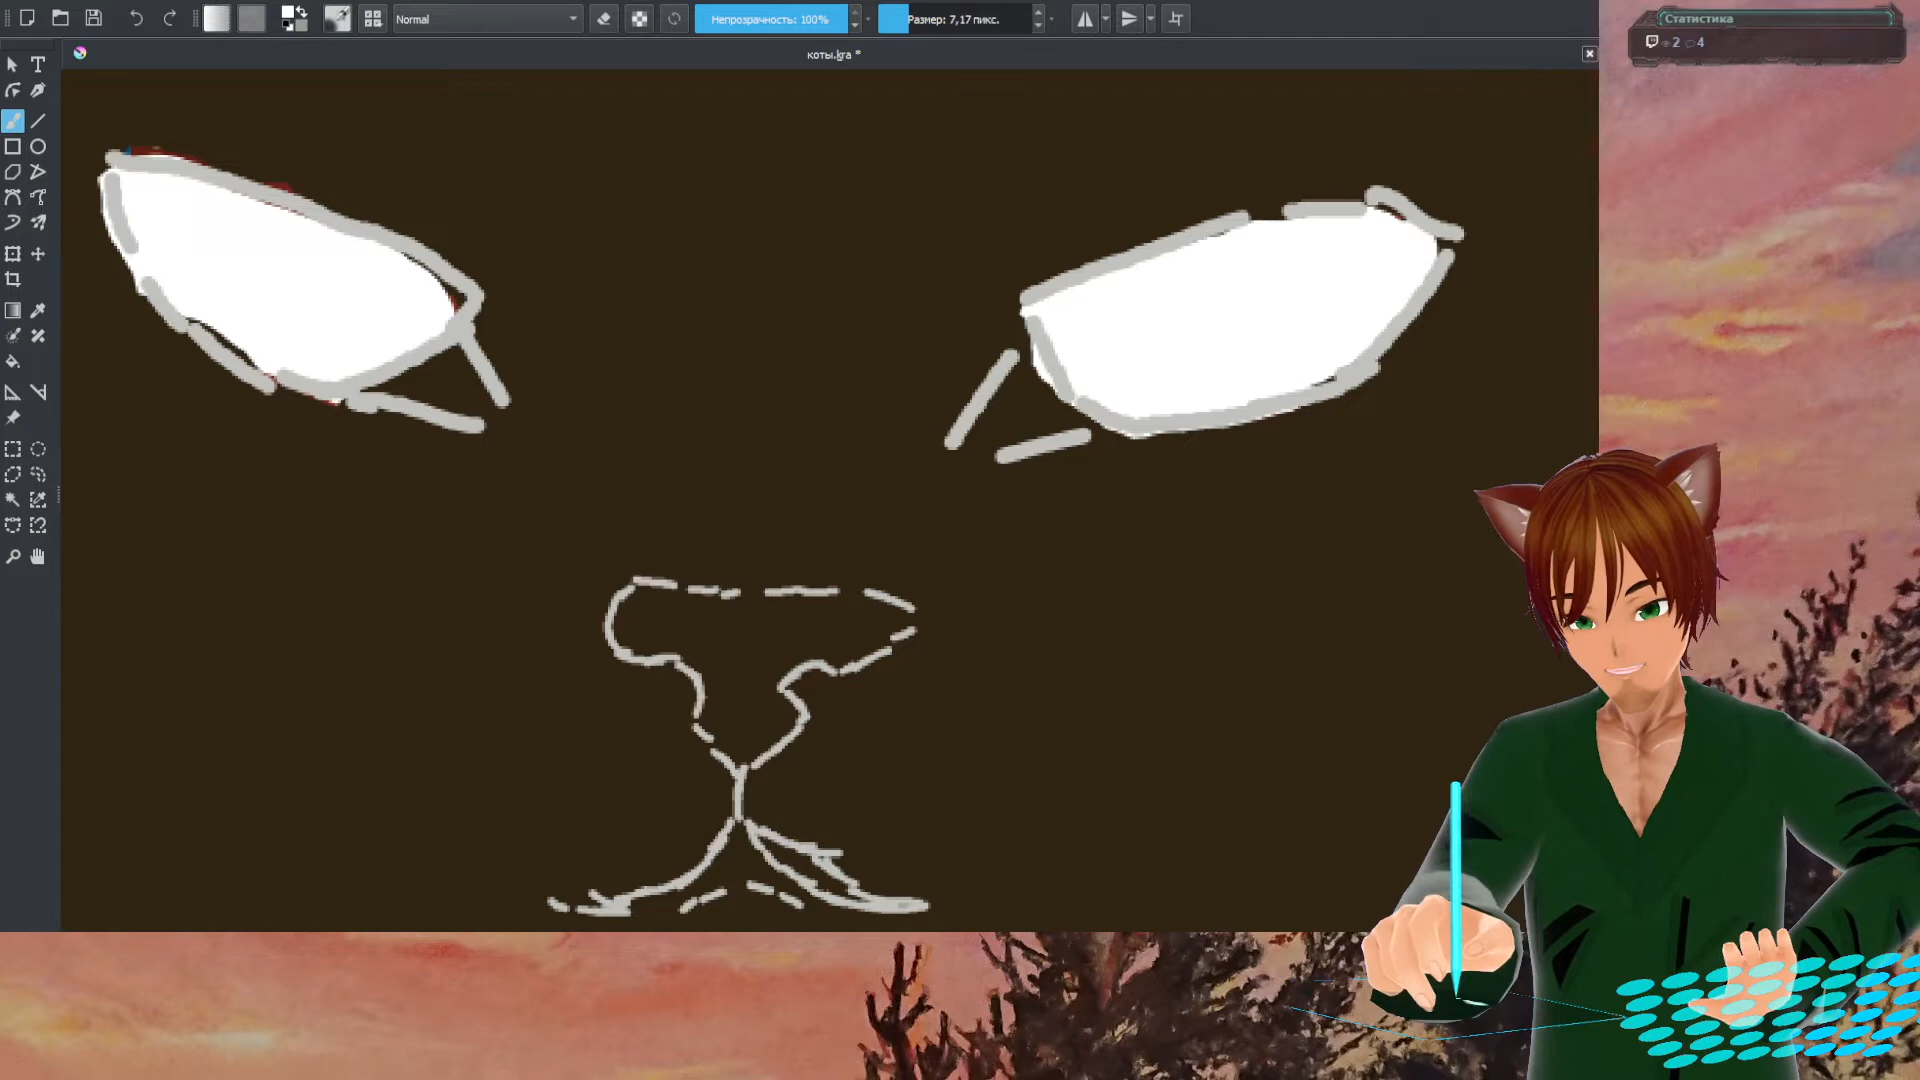 Normal
Непрозрачность: 100%
Размер: 7,17 пикс.
коты.kra *
Статистика
2 4